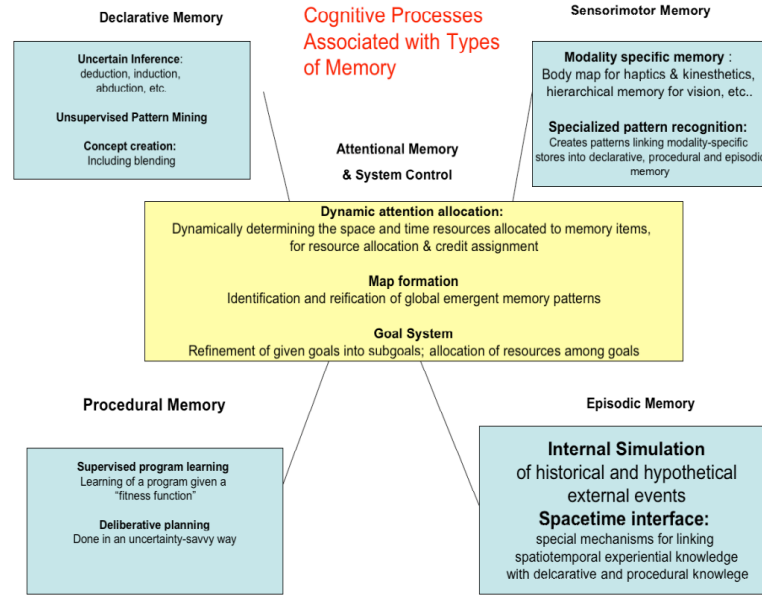 Declarative Memory
Uncertain Inference:
deduction, induction,
abduction, etc.
Unsupervised Pattern Mining
Concept creation:
Including blending
Cognitive Processes
Associated with Types
of Memory
Sensorimotor Memory
Modality specific memory :
Body map for haptics & kinesthetics,
hierarchical memory for vision, etc..
Specialized pattern recognition:
Creates patterns linking modality-specific
stores into declarative, procedural and episodic
memory
Attentional Memory
& System Control
Dynamic attention allocation:
Dynamically determining the space and time resources allocated to memory items,
for resource allocation & credit assignment
Map formation
Identification and reification of global emergent memory patterns
Goal System
Refinement of given goals into subgoals; allocation of resources among goals
Procedural Memory
Supervised program learning
Learning of a program given a
“fitness function”
Deliberative planning
Done in an uncertainty-savvy way
Episodic Memory
Internal Simulation
of historical and hypothetical
external events
Spacetime interface:
special mechanisms for linking
spatiotemporal experiential knowledge
with delcarative and procedural knowlege